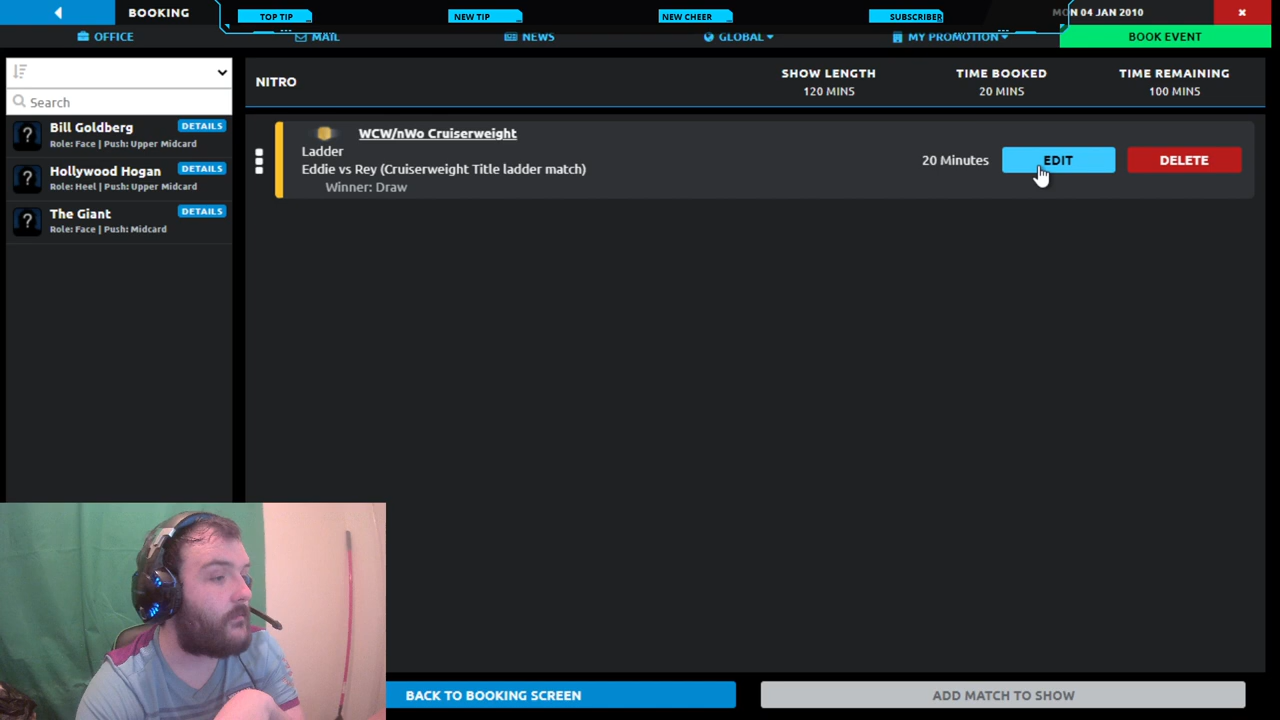 BOOKING
TOP TIP
NEW TIP
NEW CHEER
SUBSCRIBER
MON 04 JAN 2010
OFFICE
MAIL
NEWS
GLOBAL
MY PROMOTION
BOOK EVENT
Search
Bill Goldberg
DETAILS
Role: Face | Push: Upper Midcard
Hollywood Hogan
DETAILS
Role: Heel | Push: Upper Midcard
The Giant
DETAILS
Role: Face | Push: Midcard
NITRO
SHOW LENGTH
120 MINS
TIME BOOKED
20 MINS
TIME REMAINING
100 MINS
WCW/nWo Cruiserweight
Ladder
Eddie vs Rey (Cruiserweight Title ladder match)
Winner: Draw
20 Minutes
EDIT
DELETE
BACK TO BOOKING SCREEN
ADD MATCH TO SHOW